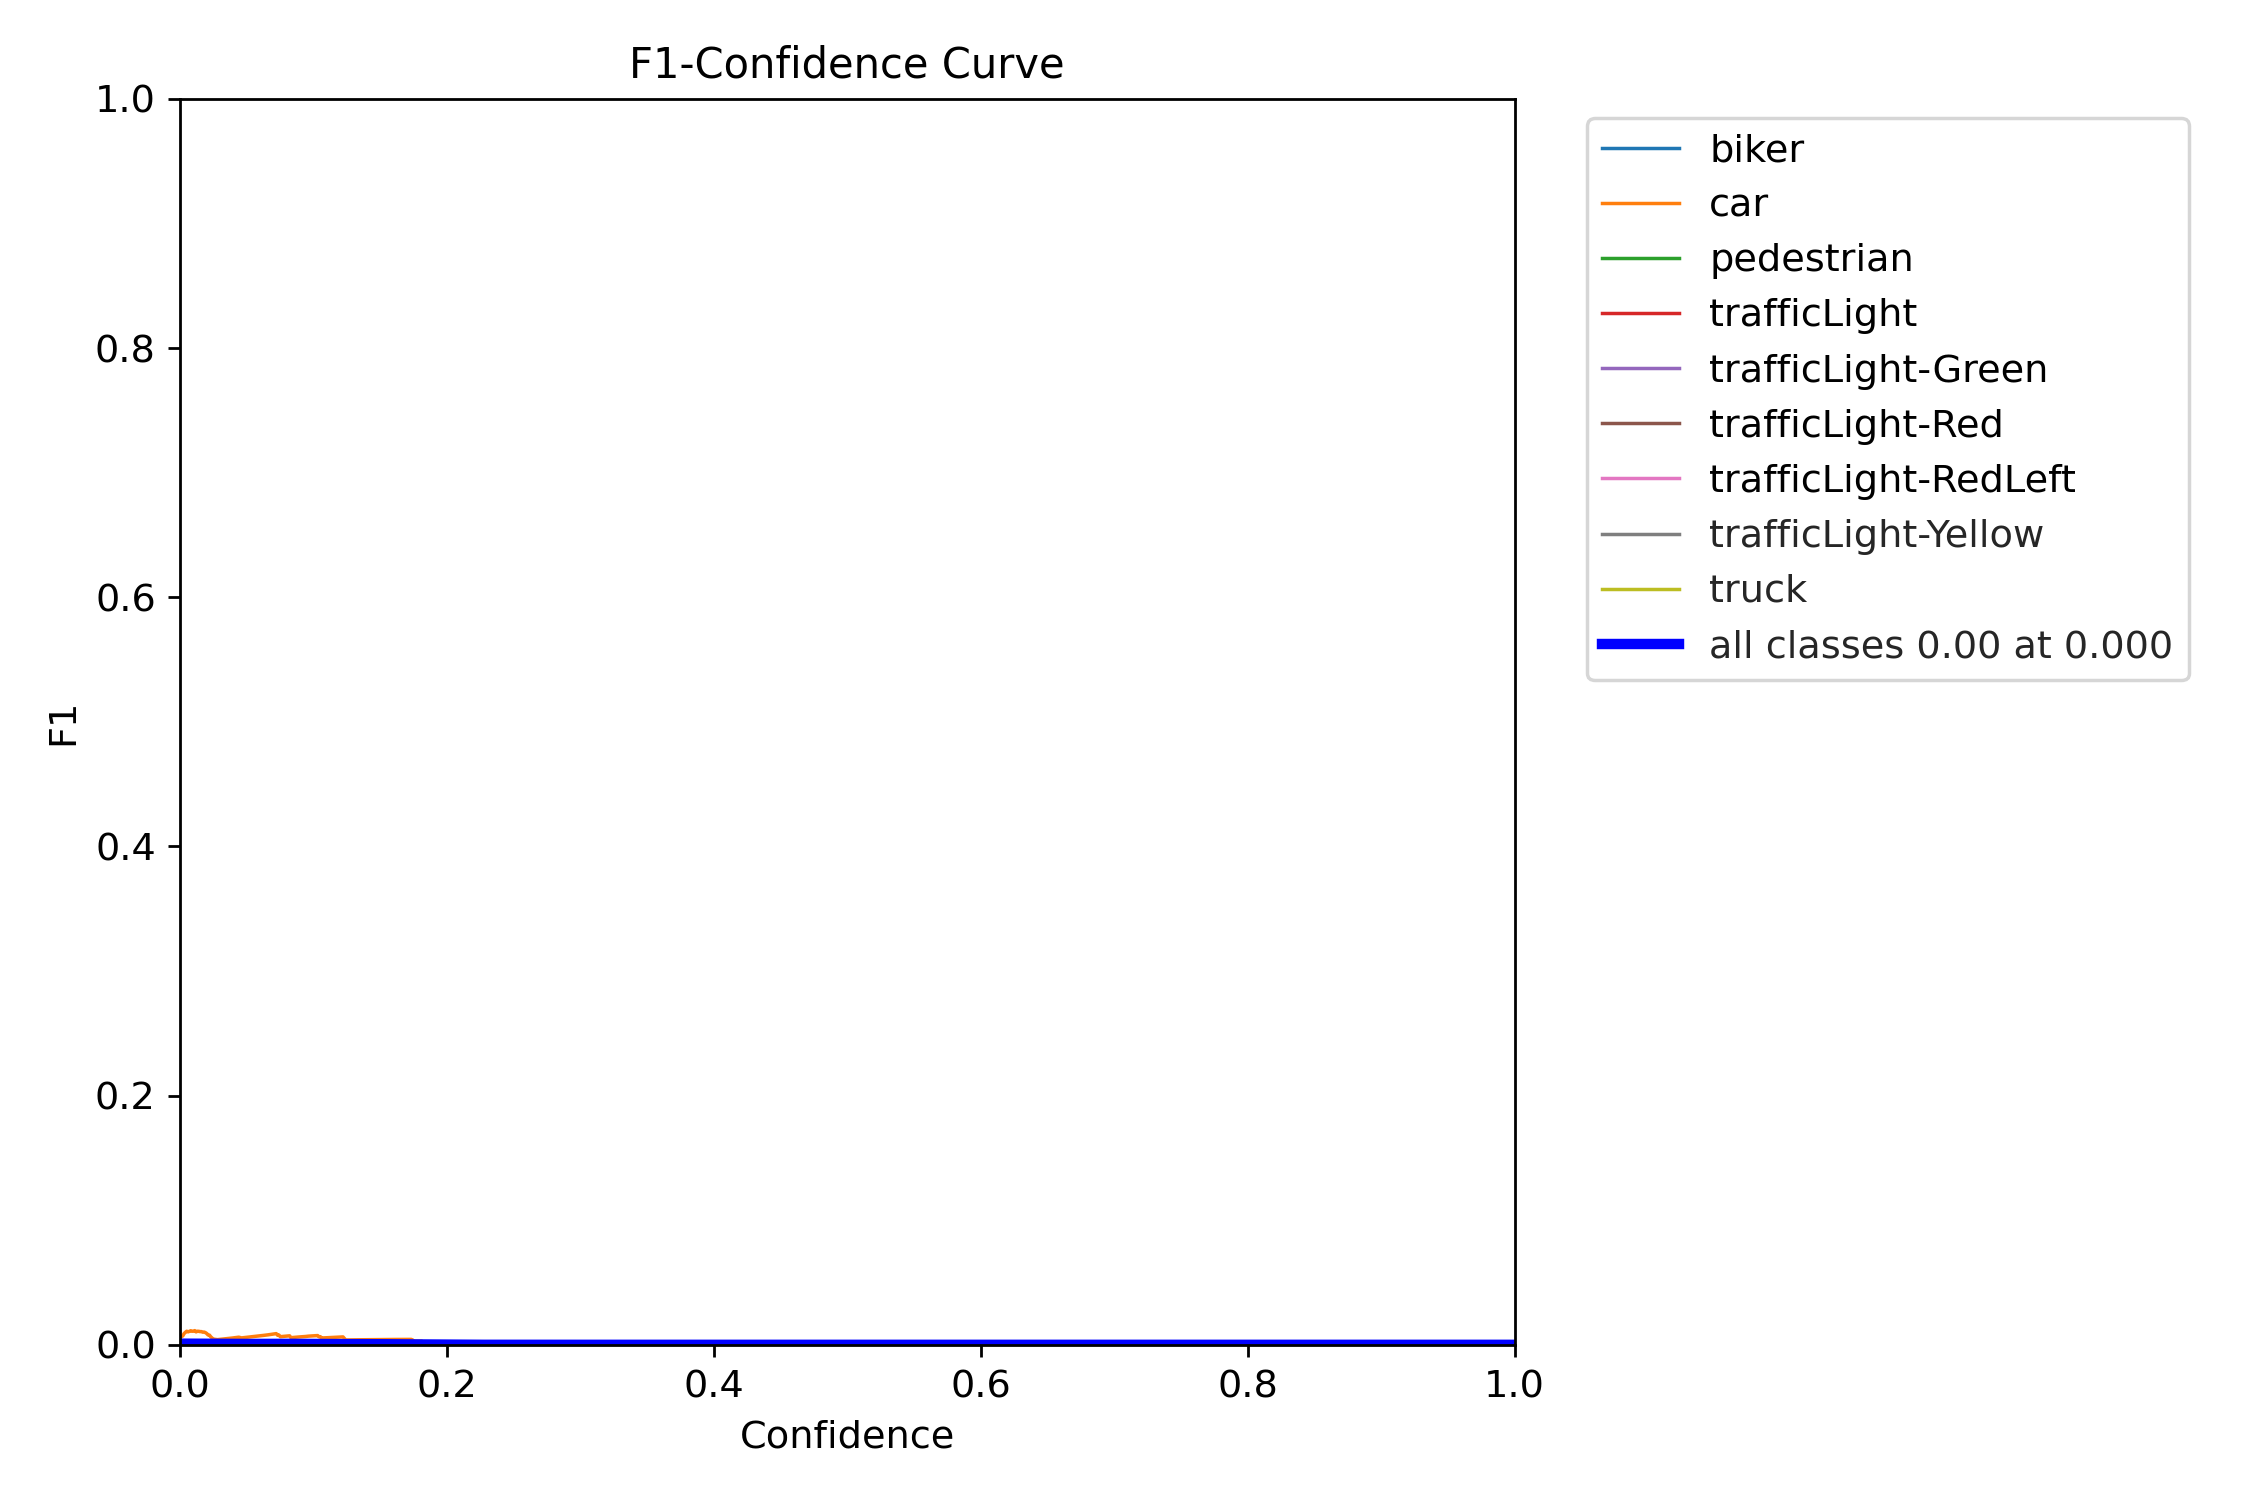 F1-Confidence Curve
1.0
0.8
0.6
0.4
0.2
0.0
F1
0.0 0.2 0.4 0.6 0.8 1.0
Confidence
biker
car
pedestrian
trafficLight
trafficLight-Green
trafficLight-Red
trafficLight-RedLeft
trafficLight-Yellow
truck
all classes 0.00 at 0.000